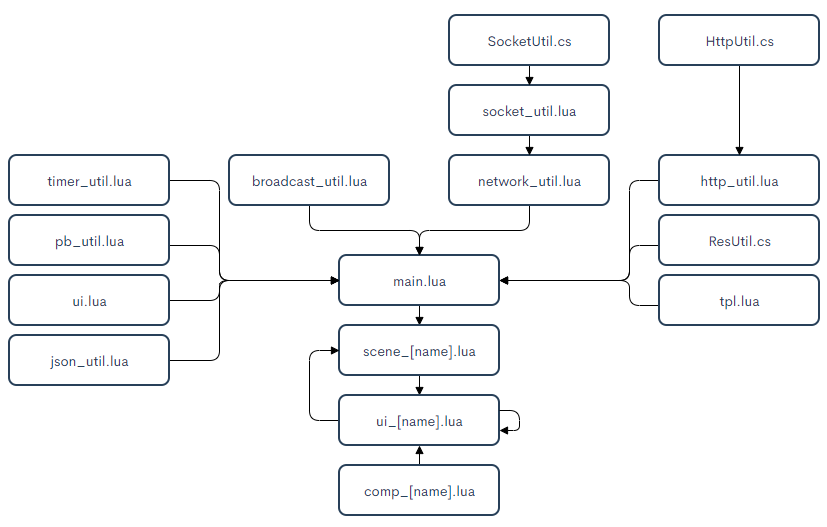 SocketUtil.cs
HttpUtil.cs
socket_util.lua
timer_util.lua
broadcast_util.lua
network_util.lua
http_util.lua
pb_util.lua
ResUtil.cs
main.lua
ui.lua
tpl.lua
scene_[name].lua
json_util.lua
ui_[name].lua
comp_[name].lua